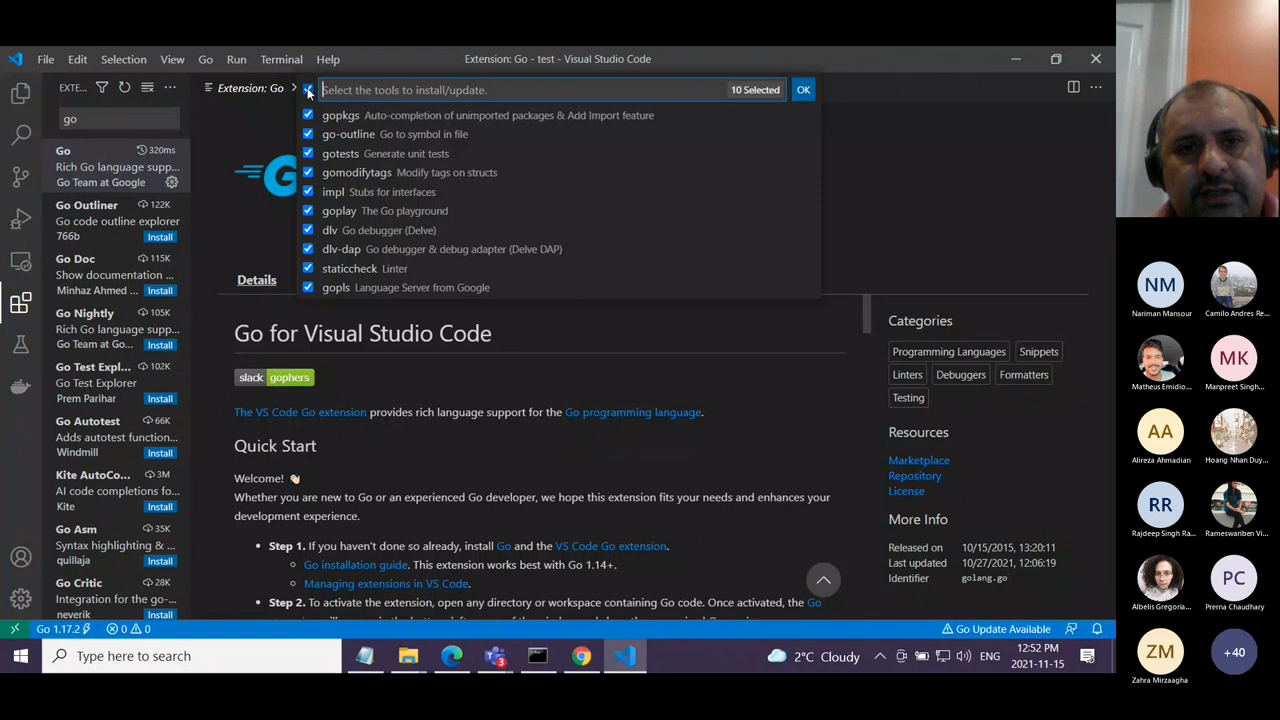 File Edit Selection View Go Run Terminal Help
Extension: Go - test - Visual Studio Code
EXTE...
Extension: Go
go
Select the tools to install/update.
10 Selected
OK
gopkgs Auto-completion of unimported packages & Add Import feature
go-outline Go to symbol in file
gotests Generate unit tests
gomodifytags Modify tags on structs
impl Stubs for interfaces
goplay The Go playground
dlv Go debugger (Delve)
dlv-dap Go debugger & debug adapter (Delve DAP)
staticcheck Linter
gopls Language Server from Google
Go 320ms
Rich Go language supp...
Go Team at Google
Go Outliner 122K
Go code outline explorer
766b Install
Go Doc 115K
Show documentation ...
Minhaz Ahmed ... Install
Go Nightly 105K
Rich Go language supp...
Go Team at Go... Install
Go Test Expl... 102K
Go Test Explorer
Prem Parihar Install
Go Autotest 66K
Adds autotest function...
Windmill Install
Kite AutoCo... 3M
AI code completions fo...
Kite Install
Go Asm 35K
Syntax highlighting & ...
quillaja Install
Go Critic 28K
Integration for the go-...
neverik Install
GO
Details
Go for Visual Studio Code
slack gophers
The VS Code Go extension provides rich language support for the Go programming language.
Quick Start
Welcome! 👋🏻
Whether you are new to Go or an experienced Go developer, we hope this extension fits your needs and enhances your
development experience.
• Step 1. If you haven't done so already, install Go and the VS Code Go extension.
○ Go installation guide. This extension works best with Go 1.14+.
○ Managing extensions in VS Code.
• Step 2. To activate the extension, open any directory or workspace containing Go code. Once activated, the Go
Categories
Programming Languages Snippets
Linters Debuggers Formatters
Testing
Resources
Marketplace
Repository
License
More Info
Released on 10/15/2015, 13:20:11
Last updated 10/27/2021, 12:06:19
Identifier golang.go
Go 1.17.2 0 0
Go Update Available
Type here to search
3
2°C Cloudy
ENG
12:52 PM
2021-11-15
NM
Nariman Mansour
Camilo Andres Re...
Matheus Emidio...
MK
Manpreet Singh...
AA
Alireza Ahmadian
Hoang Nhan Duy...
RR
Rajdeep Singh Ra...
Rameswariben Vi...
Albelis Gregoria...
PC
Prerna Chaudhary
ZM
Zahra Mirzaagha
+40